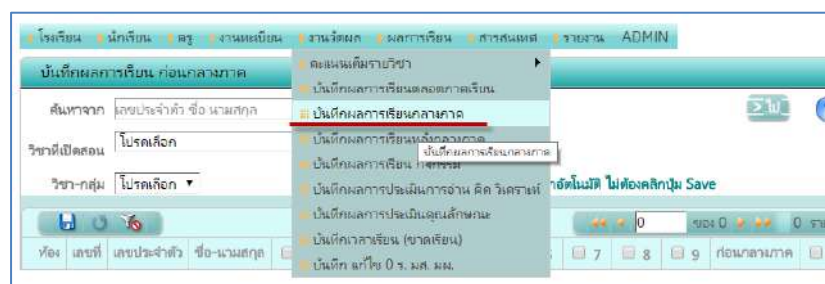 โรงเรียน นักเรียน ครู งานทะเบียน งานวัดผล ผลการเรียน สารสนเทศ รายงาน ADMIN
บันทึกผลการเรียน ก่อนกลางภาค
คะแนนเต็มรายวิชา
บันทึกผลการเรียนตลอดภาคเรียน
ค้นหาจาก เลขประจำตัว ชื่อ นามสกุล
บันทึกผลการเรียนกลางภาค
ไป
วิชาที่เปิดสอน โปรดเลือก
บันทึกผลการเรียนหลังกลางภาค
บันทึกผลการเรียนกลางภาค
บันทึกผลการเรียน กิจกรรม
วิชา-กลุ่ม โปรดเลือก
บันทึกผลการประเมินการอ่าน คิด วิเคราะห์
อัตโนมัติ ไม่ต้องคลิกปุ่ม Save
บันทึกผลการประเมินคุณลักษณะ
0 ของ 0 0
บันทึกเวลาเรียน (ขาดเรียน)
ห้อง เลขที่ เลขประจำตัว ชื่อ-นามสกุล 7 8 9 ก่อนกลางภาค
บันทึก แก้ไข 0 ร. มส. มผ.